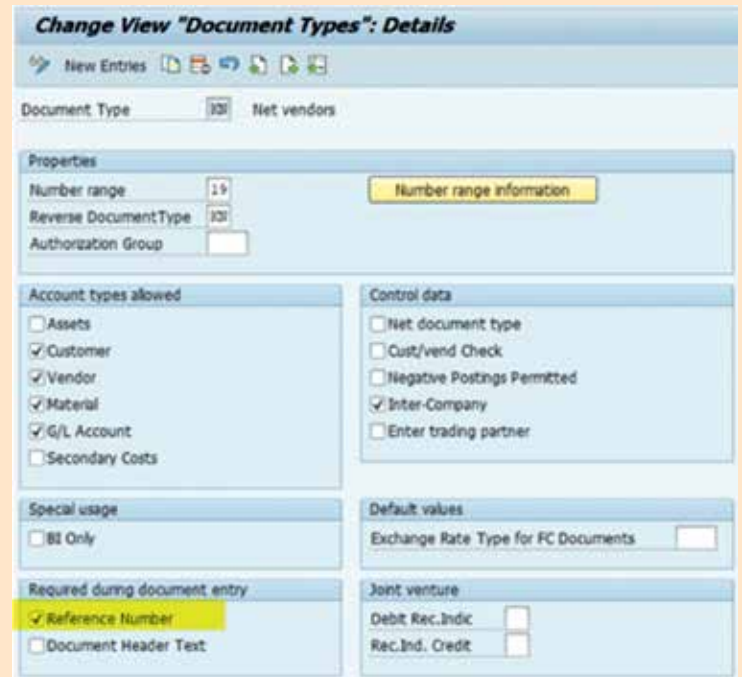 Change View "Document Types": Details
New Entries
Document Type Net vendors
Properties
Number range 19 Number range information
Reverse DocumentType
Authorization Group
Account types allowed
Assets
Customer
Vendor
Material
G/L Account
Secondary Costs
Control data
Net document type
Cust/vend Check
Negative Postings Permitted
Inter-Company
Enter trading partner
Special usage
BI Only
Default values
Exchange Rate Type for FC Documents
Required during document entry
Reference Number
Document Header Text
Joint venture
Debit Rec.Indic
Rec.Ind. Credit